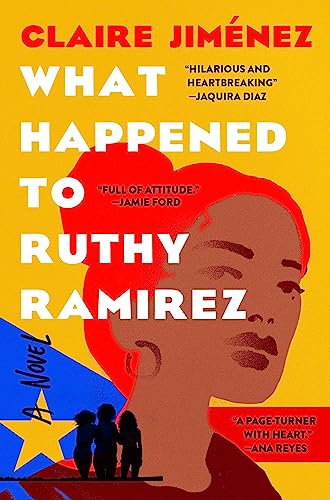 CLAIRE JIMÉNEZ
WHAT
HAPPENED
TO
RUTHY
RAMIREZ
“HILARIOUS AND
HEARTBREAKING”
—JAQUIRA DIAZ
“FULL OF ATTITUDE.”
—JAMIE FORD
A NOVEL
“A PAGE-TURNER
WITH HEART.”
—ANA REYES